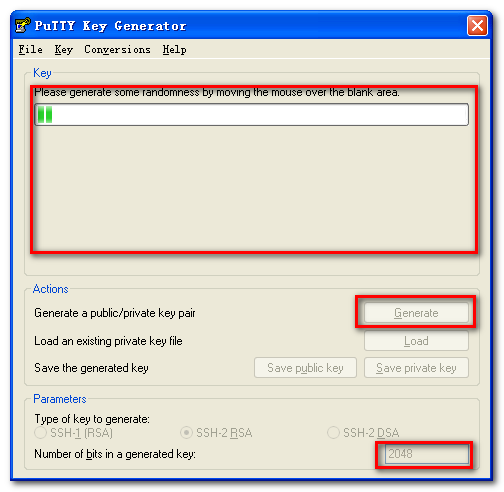 PuTTY Key Generator
File Key Conversions Help
Key
Please generate some randomness by moving the mouse over the blank area.
Actions
Generate a public/private key pair
Generate
Load an existing private key file
Load
Save the generated key
Save public key
Save private key
Parameters
Type of key to generate:
SSH-1 (RSA)
SSH-2 RSA
SSH-2 DSA
Number of bits in a generated key:
2048